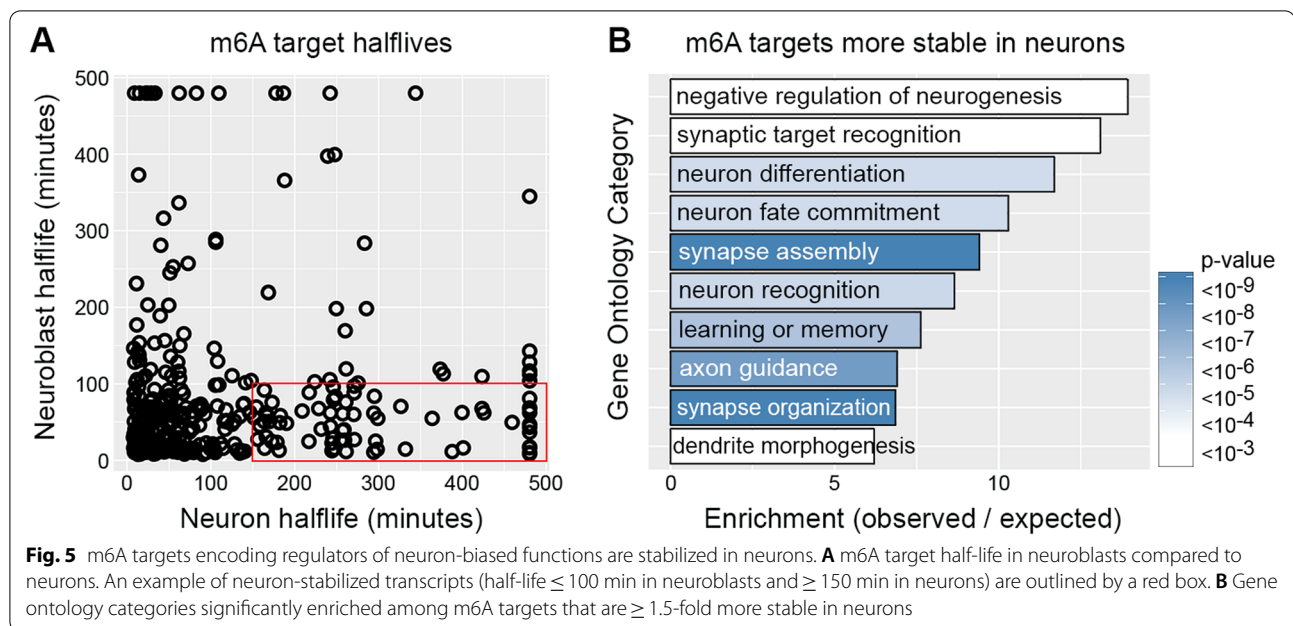 A
m6A target halflives
Neuroblast halflife (minutes)
500
400
300
200
100
0
0 100 200 300 400 500
Neuron halflife (minutes)
B
m6A targets more stable in neurons
Gene Ontology Category
negative regulation of neurogenesis
synaptic target recognition
neuron differentiation
neuron fate commitment
synapse assembly
neuron recognition
learning or memory
axon guidance
synapse organization
dendrite morphogenesis
0 5 10
Enrichment (observed / expected)
p-value
<10-9
<10-8
<10-7
<10-6
<10-5
<10-4
<10-3
Fig. 5 m6A targets encoding regulators of neuron-biased functions are stabilized in neurons. A m6A target half-life in neuroblasts compared to
neurons. An example of neuron-stabilized transcripts (half-life ≤ 100 min in neuroblasts and ≥ 150 min in neurons) are outlined by a red box. B Gene
ontology categories significantly enriched among m6A targets that are ≥ 1.5-fold more stable in neurons